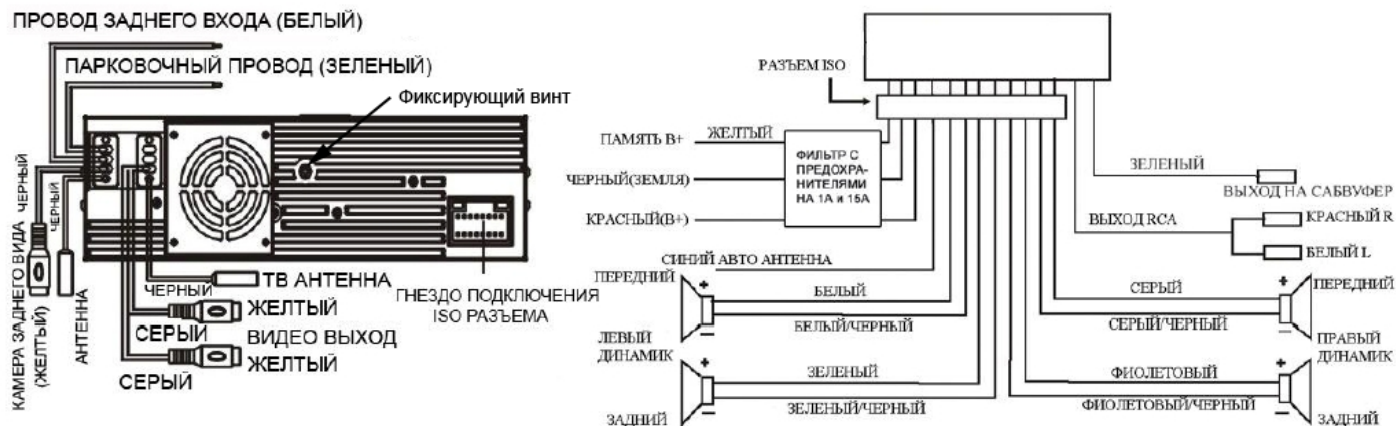 ПРОВОД ЗАДНЕГО ВХОДА (БЕЛЫЙ)
ПАРКОВОЧНЫЙ ПРОВОД (ЗЕЛЕНЫЙ)
Фиксирующий винт
ЧЕРНЫЙ
ЧЕРНЫЙ
КАМЕРА ЗАДНЕГО ВИДА
(ЖЕЛТЫЙ)
АНТЕННА
ЧЕРНЫЙ
ТВ АНТЕННА
ЖЕЛТЫЙ
СЕРЫЙ
ВИДЕО ВЫХОД
ЖЕЛТЫЙ
СЕРЫЙ
ГНЕЗДО ПОДКЛЮЧЕНИЯ
ISO РАЗЪЕМА
РАЗЪЕМ ISO
ПАМЯТЬ В+
ЖЕЛТЫЙ
ЧЕРНЫЙ(ЗЕМЛЯ)
КРАСНЫЙ(В+)
ФИЛЬТР С
ПРЕДОХРА-
НИТЕЛЯМИ
НА 1А и 15А
СИНИЙ АВТО АНТЕННА
ПЕРЕДНИЙ
+
БЕЛЫЙ
БЕЛЫЙ/ЧЕРНЫЙ
−
ЛЕВЫЙ
ДИНАМИК
+
ЗЕЛЕНЫЙ
ЗЕЛЕНЫЙ/ЧЕРНЫЙ
−
ЗАДНИЙ
ЗЕЛЕНЫЙ
ВЫХОД НА САБВУФЕР
ВЫХОД RCA
КРАСНЫЙ R
БЕЛЫЙ L
СЕРЫЙ
+
ПЕРЕДНИЙ
СЕРЫЙ/ЧЕРНЫЙ
−
ПРАВЫЙ
ДИНАМИК
ФИОЛЕТОВЫЙ
+
ФИОЛЕТОВЫЙ/ЧЕРНЫЙ
−
ЗАДНИЙ